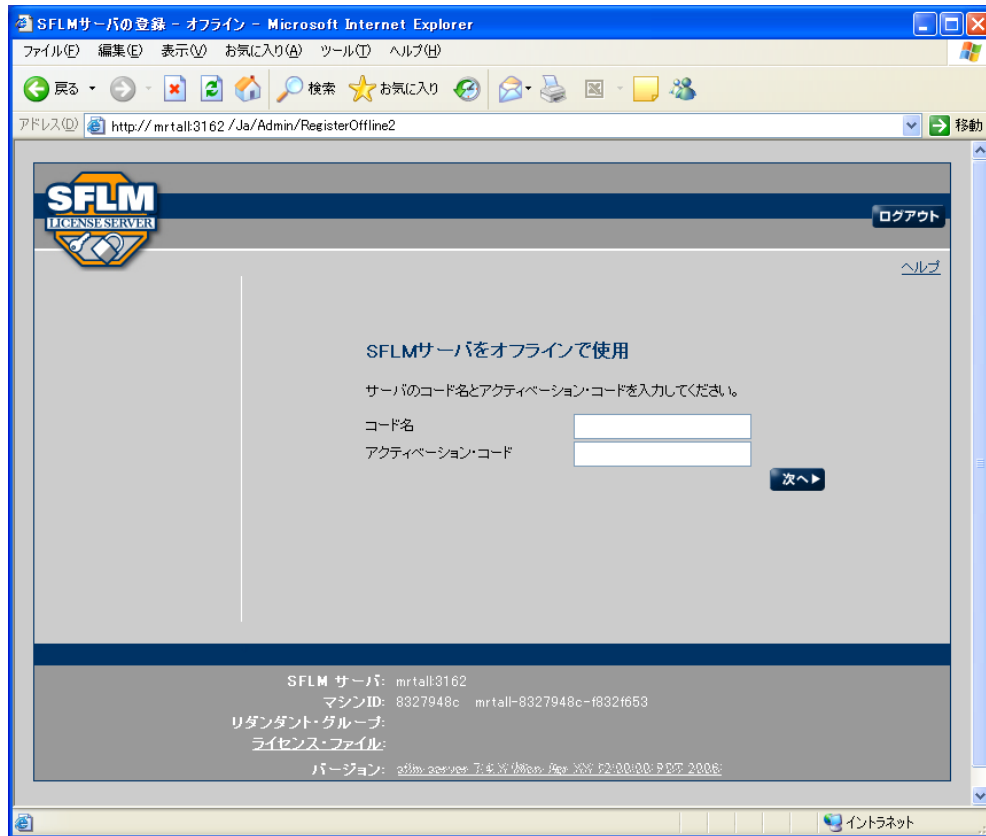 SFLMサーバの登録 - オフライン - Microsoft Internet Explorer
ファイル(F) 編集(E) 表示(V) お気に入り(A) ツール(T) ヘルプ(H)
戻る 検索 お気に入り
アドレス(D) http://mrtall:3162/Ja/Admin/RegisterOffline2 移動
SFLM
LICENSE SERVER
ログアウト
ヘルプ
SFLMサーバをオフラインで使用
サーバのコード名とアクティベーション・コードを入力してください。
コード名
アクティベーション・コード
次へ
SFLM サーバ: mrtall:3162
マシンID: 8327948c mrtall-8327948c-f832f653
リダンダント・グループ:
ライセンス・ファイル:
バージョン: 2006
イントラネット